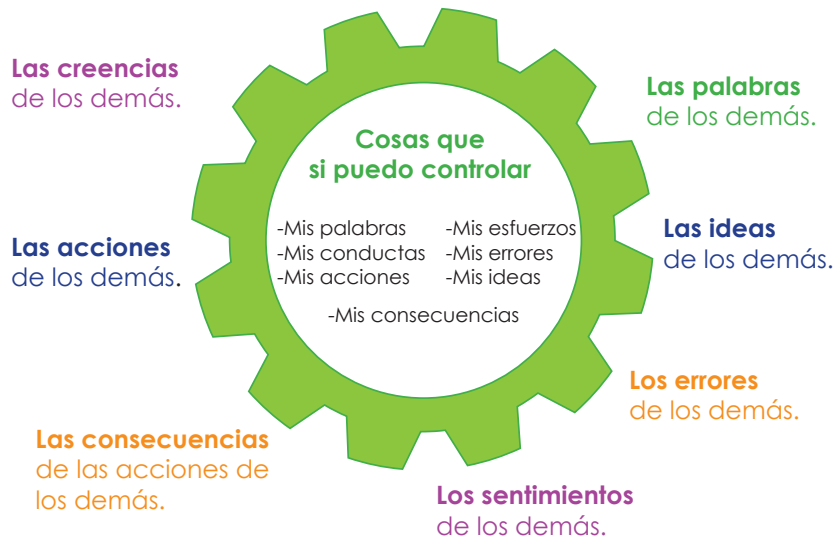 Las creencias
de los demás.
Las palabras
de los demás.
Cosas que
si puedo controlar
-Mis palabras
-Mis conductas
-Mis acciones
-Mis esfuerzos
-Mis errores
-Mis ideas
-Mis consecuencias
Las acciones
de los demás.
Las ideas
de los demás.
Los errores
de los demás.
Las consecuencias
de las acciones de
los demás.
Los sentimientos
de los demás.